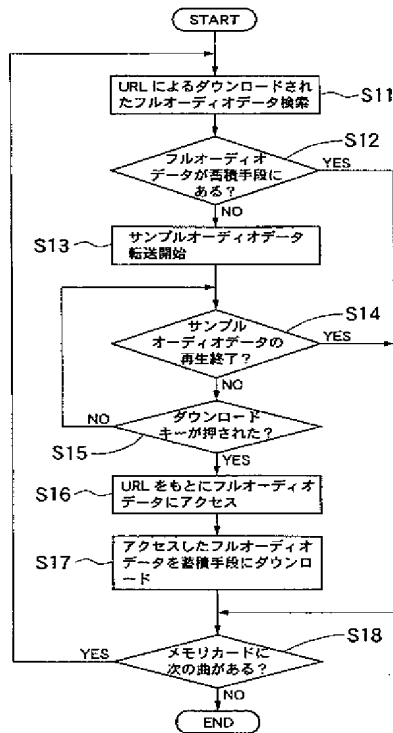 START
URLによるダウンロードされ
たフルオーディオデータ検索
S11
フルオーディオ
データが蓄積手段に
ある？
S12
YES
NO
サンプルオーディオデータ
転送開始
S13
サンプル
オーディオデータの
再生終了？
S14
YES
NO
ダウンロード
キーが押された？
S15
NO
YES
URLをもとにフルオーディオ
データにアクセス
S16
アクセスしたフルオーディオ
データを蓄積手段にダウンロ
ード
S17
メモリカードに
次の曲がある？
S18
YES
NO
END